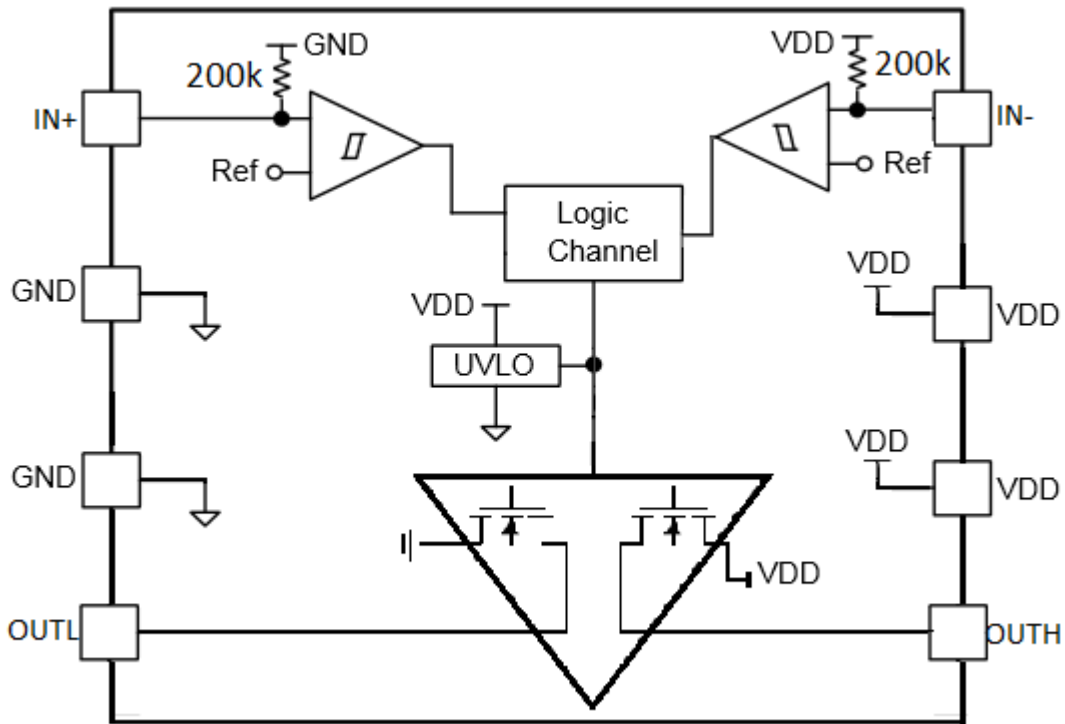 GND
VDD
200k
200k
IN+
IN-
Ref
Ref
Logic
Channel
GND
VDD
VDD
VDD
UVLO
GND
VDD
VDD
VDD
OUTL
OUTH